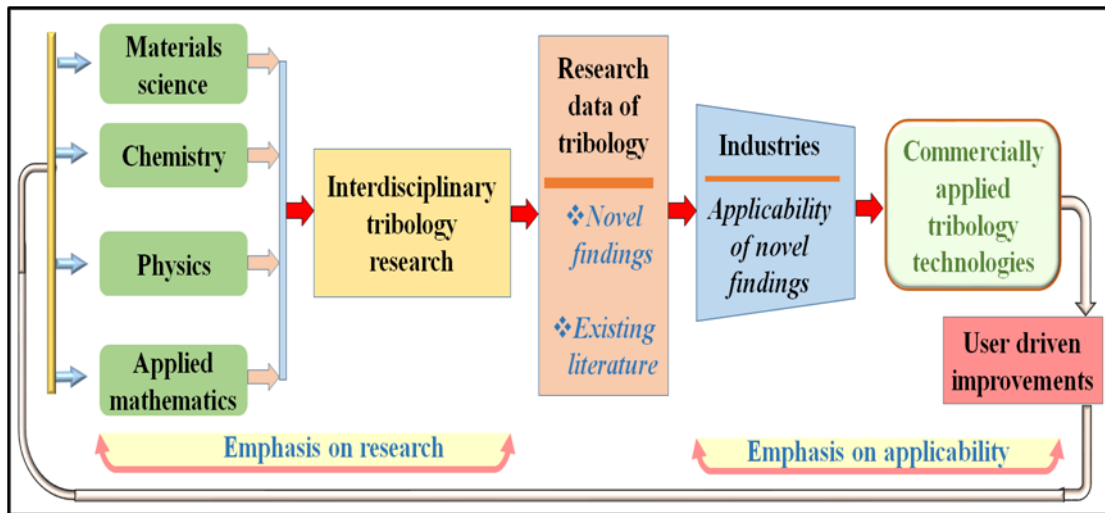 Materials
science
Chemistry
Physics
Applied
mathematics
Interdisciplinary
tribology
research
Research
data of
tribology
❖Novel
findings
❖Existing
literature
Industries
Applicability
of novel
findings
Commercially
applied
tribology
technologies
User driven
improvements
Emphasis on research
Emphasis on applicability